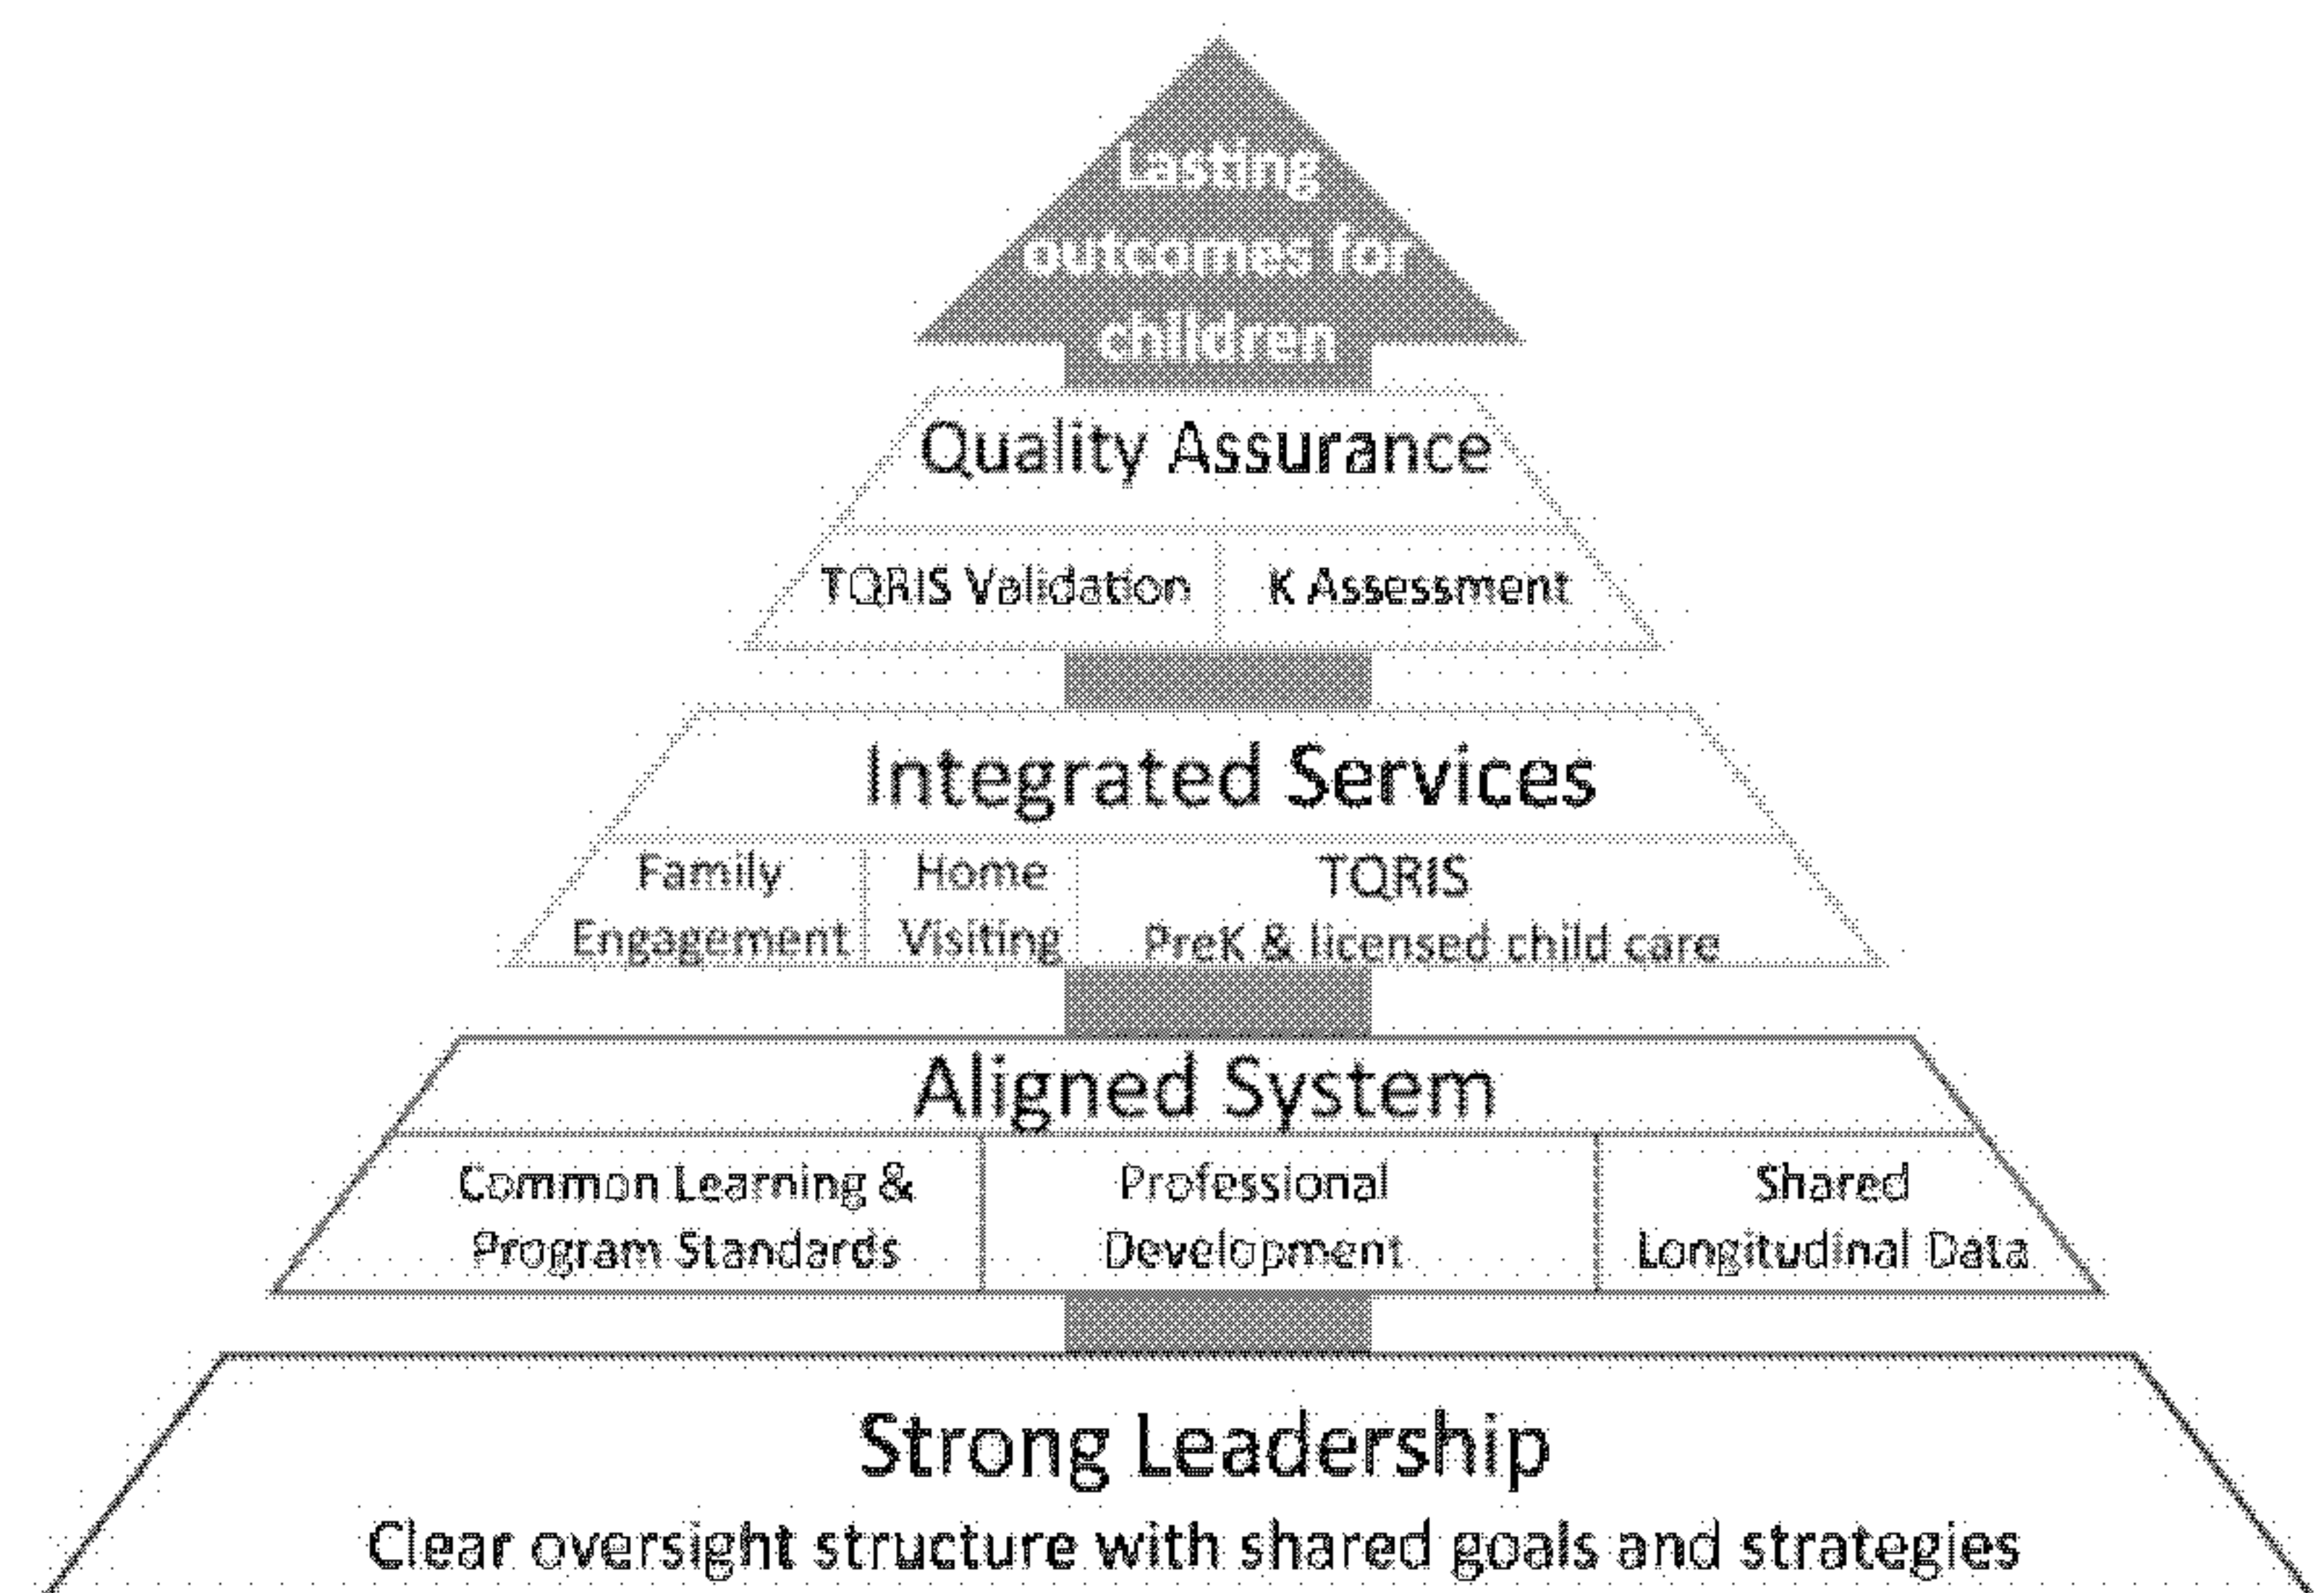 Lasting
outcomes for
children
Quality Assurance
TQRIS Validation
K Assessment
Integrated Services
Family
Engagement
Home
Visiting
TQRIS
PreK & licensed child care
Aligned System
Common Learning &
Program Standards
Professional
Development
Shared
Longitudinal Data
Strong Leadership
Clear oversight structure with shared goals and strategies